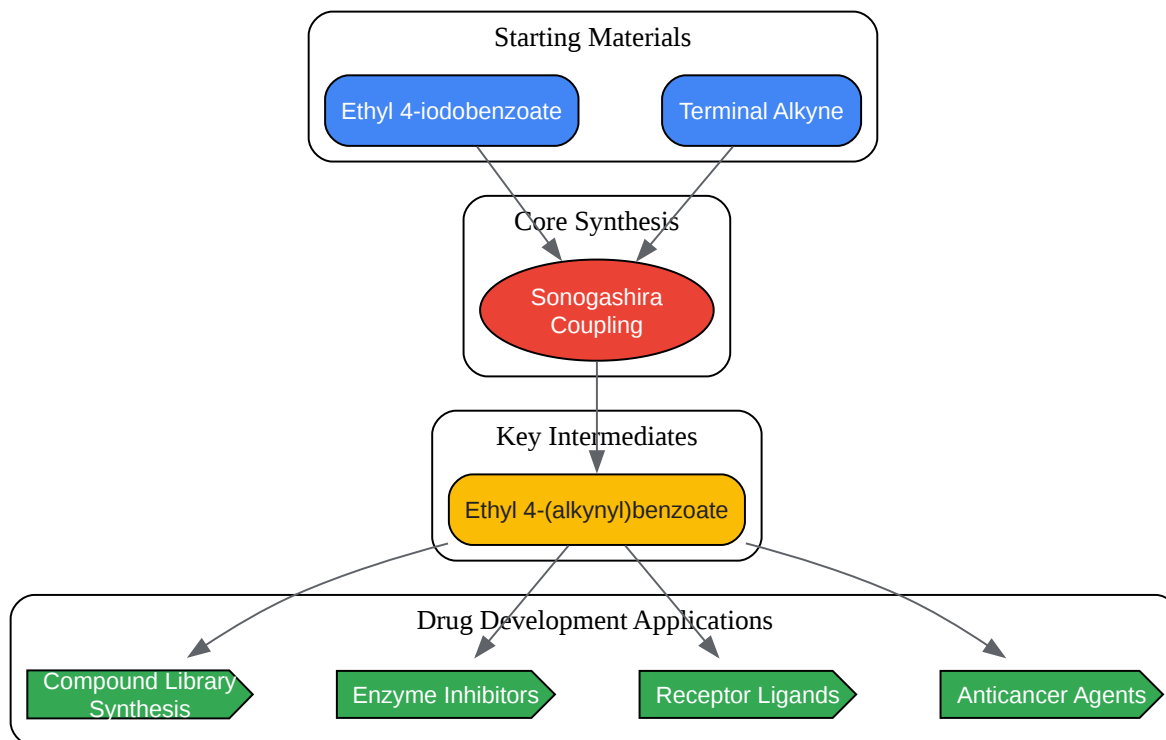 Starting Materials
Ethyl 4-iodobenzoate
Terminal Alkyne
Core Synthesis
Sonogashira
Coupling
Key Intermediates
Ethyl 4-(alkynyl)benzoate
Drug Development Applications
Compound Library
Synthesis
Enzyme Inhibitors
Receptor Ligands
Anticancer Agents